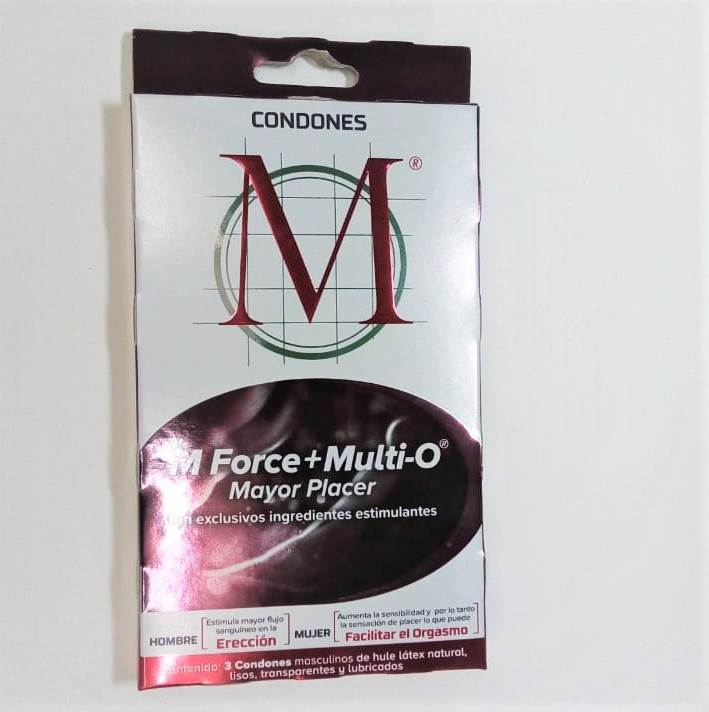 CONDONES
M®
M Force+Multi-O®
Mayor Placer
exclusivos ingredientes estimulantes
HOMBRE
Estimula mayor flujo
sanguíneo en la
Erección
MUJER
Aumenta la sensibilidad y por lo tanto
la sensación de placer lo que puede
Facilitar el Orgasmo
Contenido: 3 Condones masculinos de hule látex natural,
lisos, transparentes y lubricados